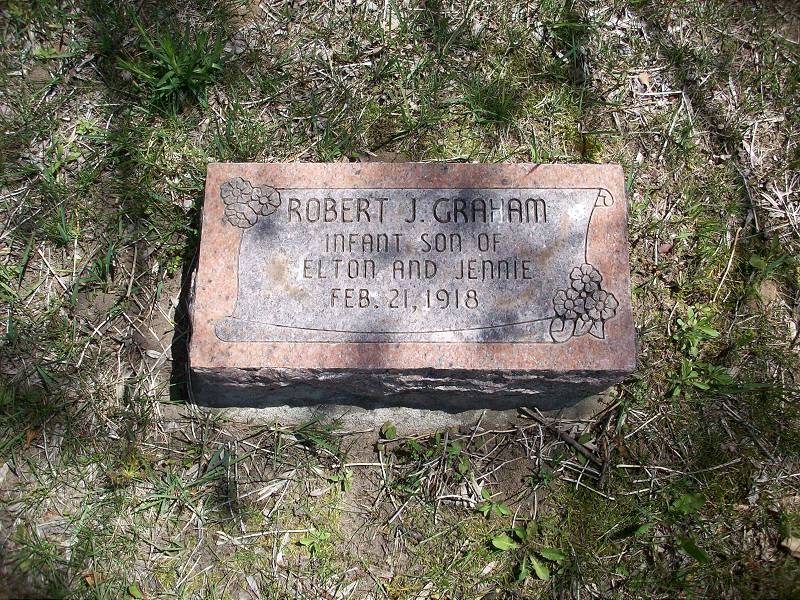 ROBERT J. GRAHAM
INFANT SON OF
ELTON AND JENNIE
FEB. 21, 1918